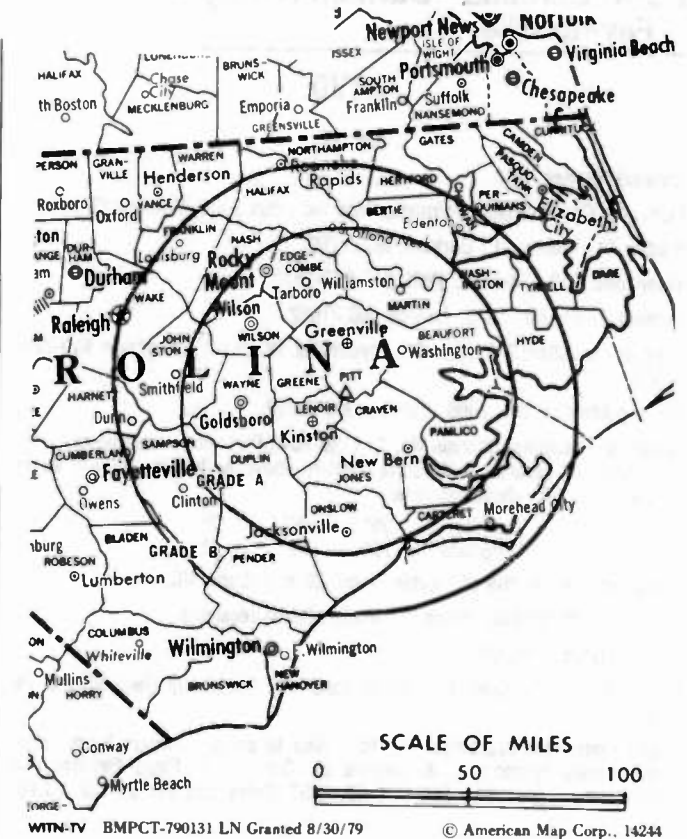 Newport News
NORFOLK
ISLE OF
WIGHT
ISSEX
Virginia Beach
Portsmouth
HALIFAX
Chase
City
BRUNS-
WICK
SOUTH
AMPTON
Suffolk
Chesapeake
th Boston
MECKLENBURG
Emporia
Franklin
NANSEMOND
GREENSVILLE
CURRITUCK
GATES
CAMDEN
PERSON
GRAN-
VILLE
WARREN
NORTHAMPTON
PASQUO-
TANK
Henderson
Roanoke
Rapids
HERTFORD
PER-
QUIMANS
Roxboro
Oxford
VANCE
HALIFAX
BERTIE
Elizabeth
City
FRANKLIN
Edenton
Scotland Neck
Louisburg
NASH
EDGE-
COMBE
DUR-
HAM
Durham
Rocky
Mount
Tarboro
Williamston
WASH-
INGTON
TYRRELL
DARE
WAKE
MARTIN
Raleigh
Wilson
WILSON
Greenville
BEAUFORT
HYDE
JOHN
STON
Washington
R O L I N A
Smithfield
WAYNE
GREENE
PITT
HARNET
Dunn
Goldsboro
LENOIR
CRAVEN
Kinston
PAMLICO
CUMBERLAND
SAMPSON
DUPLIN
Fayetteville
GRADE A
New Bern
JONES
Owens
Clinton
ONSLOW
CARTERET
Morehead City
BLADEN
Jacksonville
nburg
ROBESON
GRADE B
PENDER
Lumberton
COLUMBUS
Whiteville
Wilmington
E. Wilmington
Mullins
HORRY
BRUNSWICK
NEW
HANOVER
Conway
Myrtle Beach
SCALE OF MILES
0 50 100
ORGE-
WITN-TV BMPCT-790131 LN Granted 8/30/79 © American Map Corp., 14244